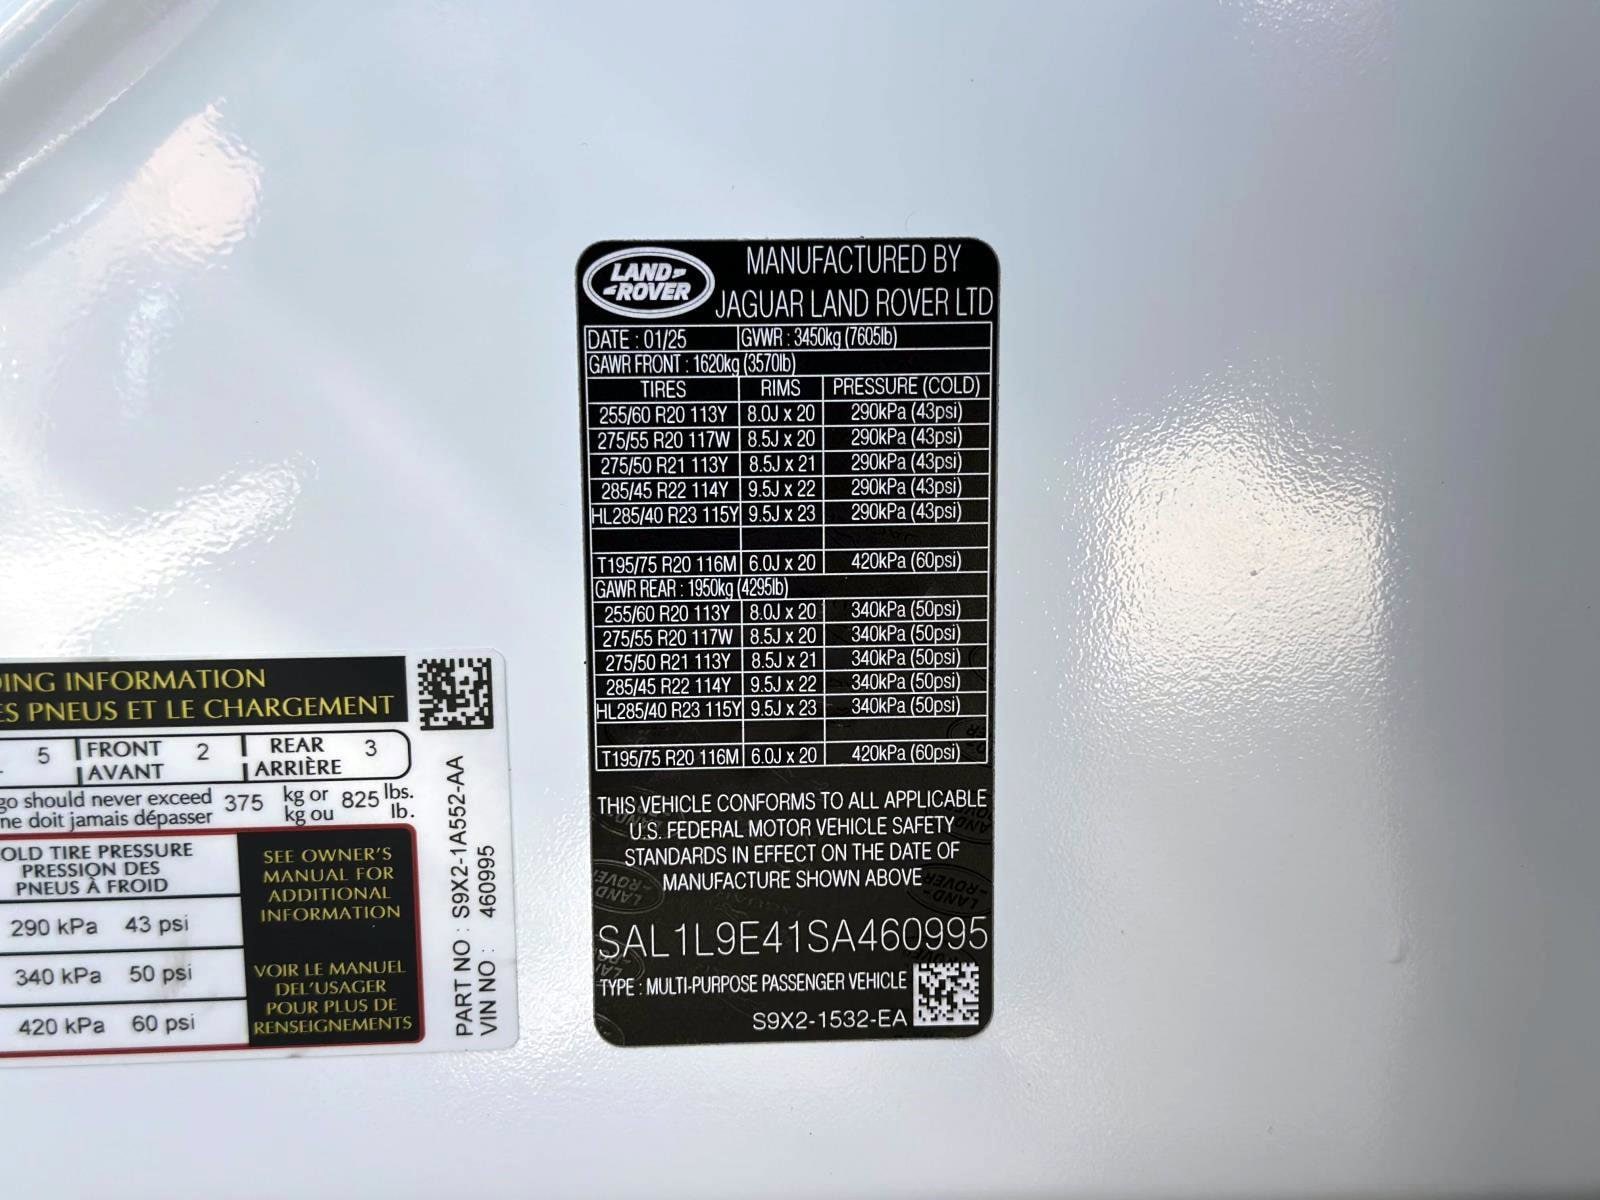 LAND-
-ROVER
MANUFACTURED BY
JAGUAR LAND ROVER LTD
DATE : 01/25 GVWR : 3450kg (7605lb)
GAWR FRONT : 1620kg (3570lb)
TIRES RIMS PRESSURE (COLD)
255/60 R20 113Y 8.0J x 20 290kPa (43psi)
275/55 R20 117W 8.5J x 20 290kPa (43psi)
275/50 R21 113Y 8.5J x 21 290kPa (43psi)
285/45 R22 114Y 9.5J x 22 290kPa (43psi)
HL285/40 R23 115Y 9.5J x 23 290kPa (43psi)
T195/75 R20 116M 6.0J x 20 420kPa (60psi)
GAWR REAR : 1950kg (4295lb)
255/60 R20 113Y 8.0J x 20 340kPa (50psi)
275/55 R20 117W 8.5J x 20 340kPa (50psi)
275/50 R21 113Y 8.5J x 21 340kPa (50psi)
285/45 R22 114Y 9.5J x 22 340kPa (50psi)
HL285/40 R23 115Y 9.5J x 23 340kPa (50psi)
T195/75 R20 116M 6.0J x 20 420kPa (60psi)
THIS VEHICLE CONFORMS TO ALL APPLICABLE
U.S. FEDERAL MOTOR VEHICLE SAFETY
STANDARDS IN EFFECT ON THE DATE OF
MANUFACTURE SHOWN ABOVE
SAL1L9E41SA460995
TYPE : MULTI-PURPOSE PASSENGER VEHICLE
S9X2-1532-EA
DING INFORMATION
ES PNEUS ET LE CHARGEMENT
5 FRONT 2 REAR 3
AVANT ARRIÈRE
go should never exceed 375 kg or 825 lbs.
ne doit jamais dépasser kg ou lb.
OLD TIRE PRESSURE
PRESSION DES
PNEUS À FROID
290 kPa 43 psi
340 kPa 50 psi
420 kPa 60 psi
SEE OWNER'S
MANUAL FOR
ADDITIONAL
INFORMATION
VOIR LE MANUEL
DEL'USAGER
POUR PLUS DE
RENSEIGNEMENTS
PART NO : S9X2-1A552-AA
VIN NO : 460995